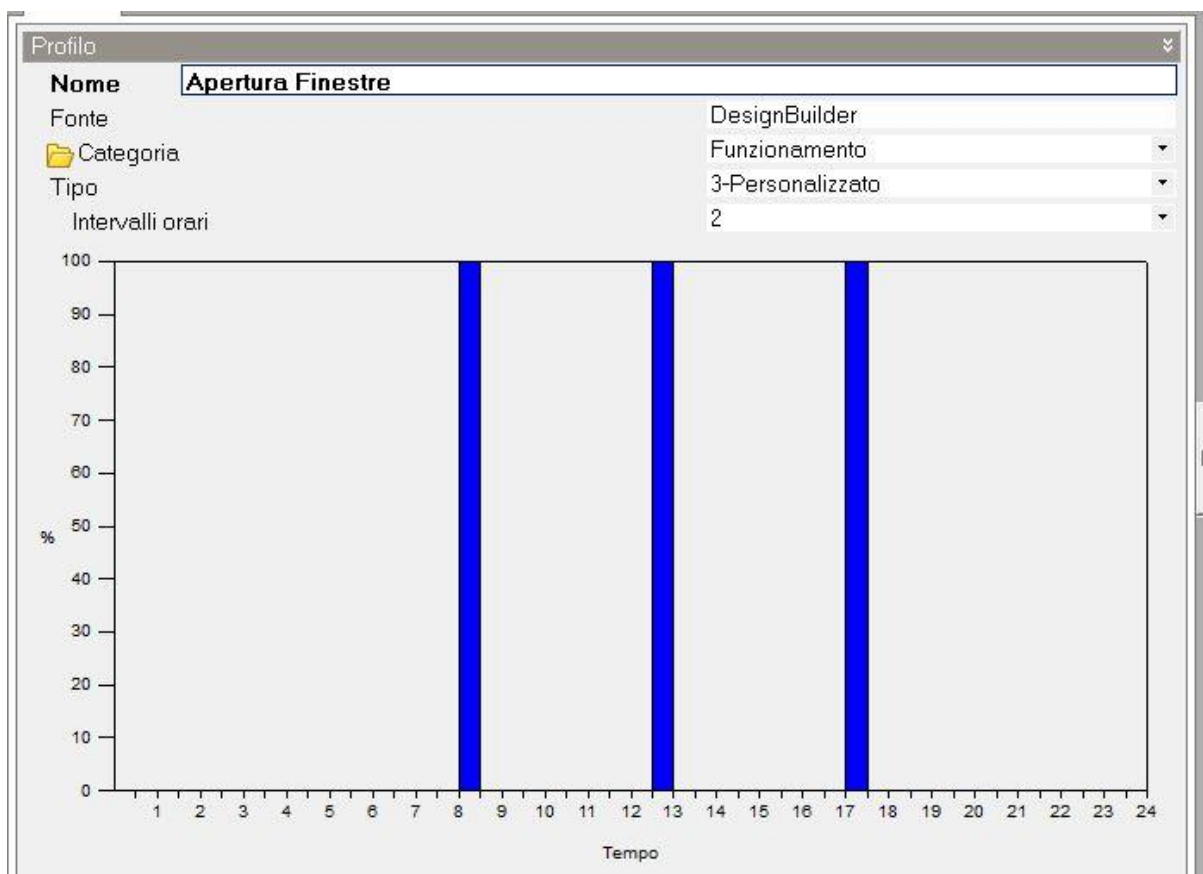 Profilo
Nome Apertura Finestre
Fonte DesignBuilder
Categoria Funzionamento
Tipo 3-Personalizzato
Intervalli orari 2
100
90
80
70
60
50
%
40
30
20
10
0
1 2 3 4 5 6 7 8 9 10 11 12 13 14 15 16 17 18 19 20 21 22 23 24
Tempo